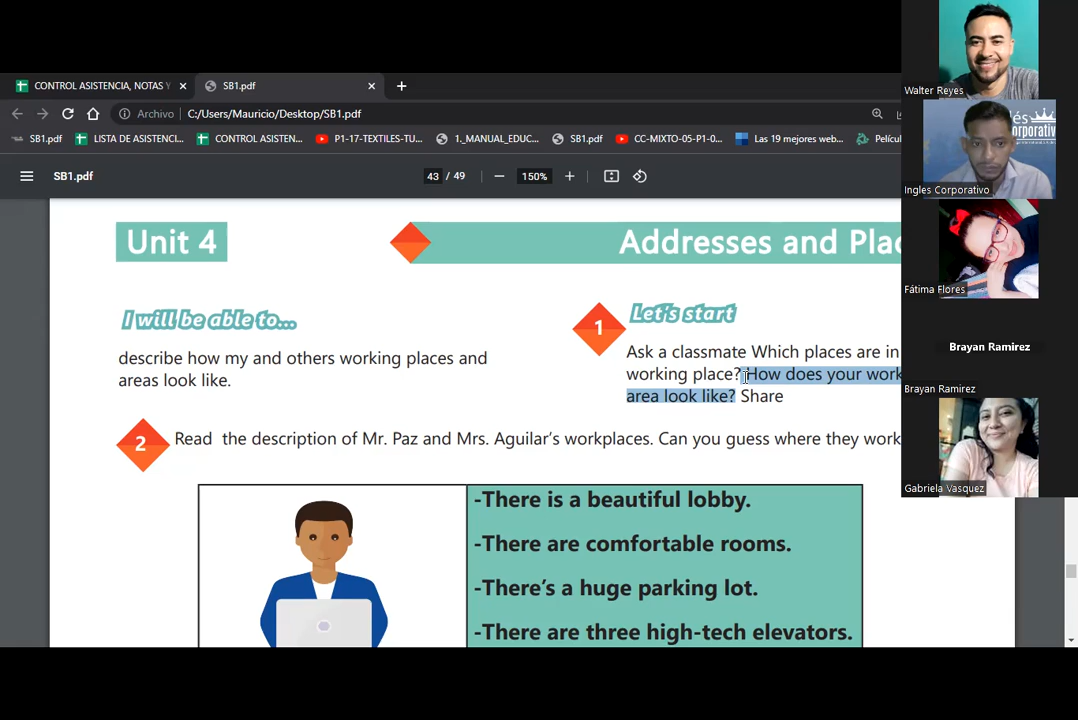 CONTROL ASISTENCIA, NOTAS Y
SB1.pdf
Archivo
C:/Users/Mauricio/Desktop/SB1.pdf
SB1.pdf
LISTA DE ASISTENCI...
CONTROL ASISTEN...
P1-17-TEXTILES-TU...
1_MANUAL_EDUC...
SB1.pdf
CC-MIXTO-05-P1-0...
Las 19 mejores web...
Pelícu
SB1.pdf
43 / 49
150%
Unit 4
Addresses and Plac
I will be able to...
describe how my and others working places and
areas look like.
1
Let's start
Ask a classmate Which places are in
working place? How does your work
area look like? Share
2
Read the description of Mr. Paz and Mrs. Aguilar's workplaces. Can you guess where they work
-There is a beautiful lobby.
-There are comfortable rooms.
-There's a huge parking lot.
-There are three high-tech elevators.
Walter Reyes
lés
orporativo
Ingles Corporativo
Fátima Flores
Brayan Ramirez
Brayan Ramirez
Gabriela Vasquez